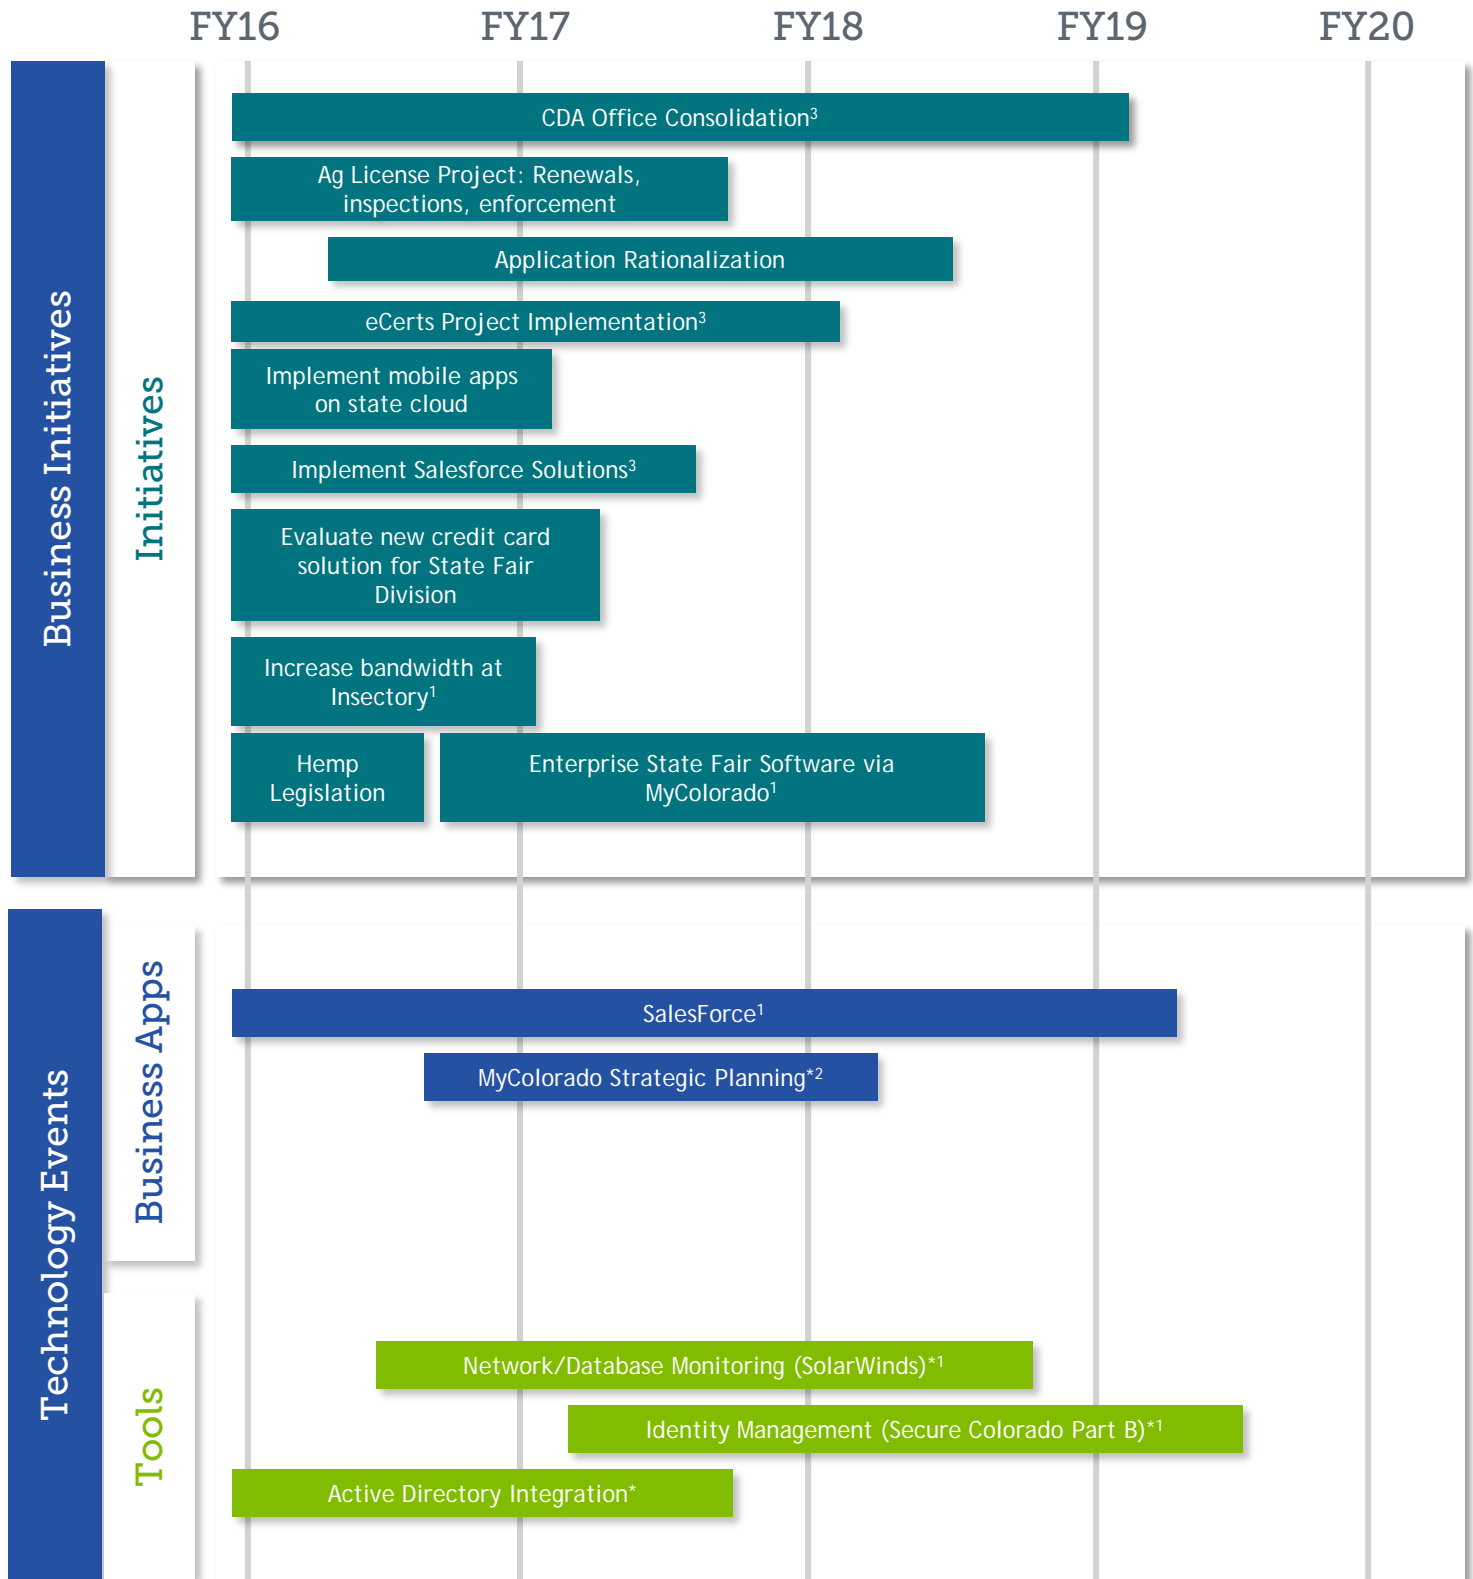 FY16 FY17 FY18 FY19 FY20
Business Initiatives
Initiatives
CDA Office Consolidation³
Ag License Project: Renewals,
inspections, enforcement
Application Rationalization
eCerts Project Implementation³
Implement mobile apps
on state cloud
Implement Salesforce Solutions³
Evaluate new credit card
solution for State Fair
Division
Increase bandwidth at
Insectory¹
Hemp
Legislation
Enterprise State Fair Software via
MyColorado¹
Technology Events
Business Apps
SalesForce¹
MyColorado Strategic Planning*²
Tools
Network/Database Monitoring (SolarWinds)*¹
Identity Management (Secure Colorado Part B)*¹
Active Directory Integration*